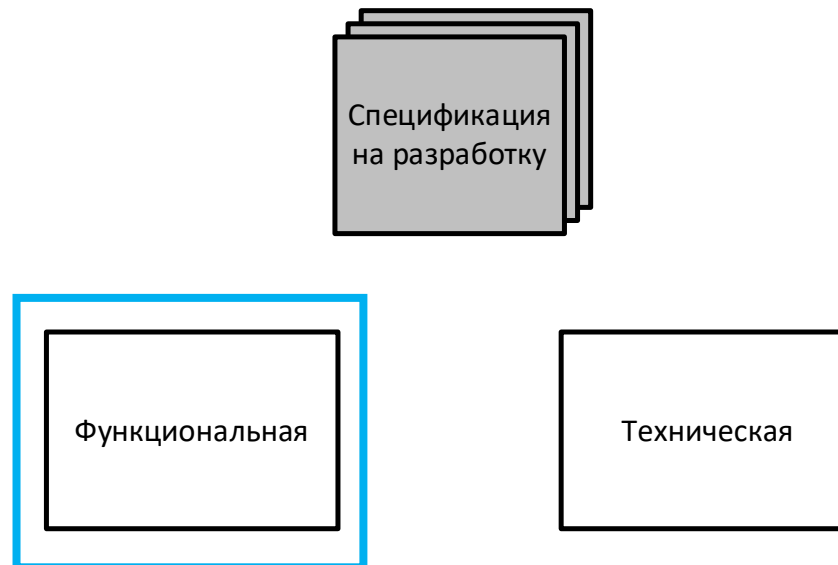 Спецификация
на разработку
Функциональная
Техническая